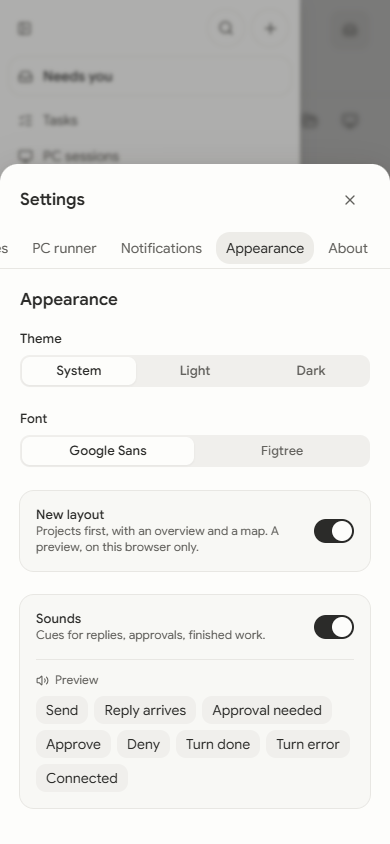 Needs you
Tasks
PC sessions
Settings
PC runner Notifications Appearance About
Appearance
Theme
System Light Dark
Font
Google Sans Figtree
New layout
Projects first, with an overview and a map. A
preview, on this browser only.
Sounds
Cues for replies, approvals, finished work.
Preview
Send Reply arrives Approval needed
Approve Deny Turn done Turn error
Connected